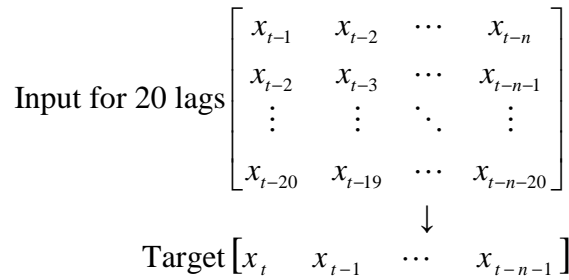 x_{t-1} x_{t-2} ⋯ x_{t-n}
x_{t-2} x_{t-3} ⋯ x_{t-n-1}
Input for 20 lags
⋮ ⋮ ⋱ ⋮
x_{t-20} x_{t-19} ⋯ x_{t-n-20}
↓
Target [x_t x_{t-1} ⋯ x_{t-n-1}]